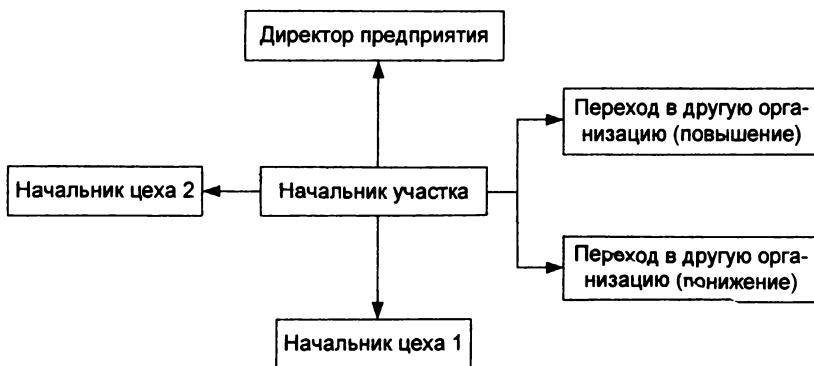 Директор предприятия
Переход в другую орга-
низацию (повышение)
Начальник цеха 2
Начальник участка
Переход в другую орга-
низацию (понижение)
Начальник цеха 1